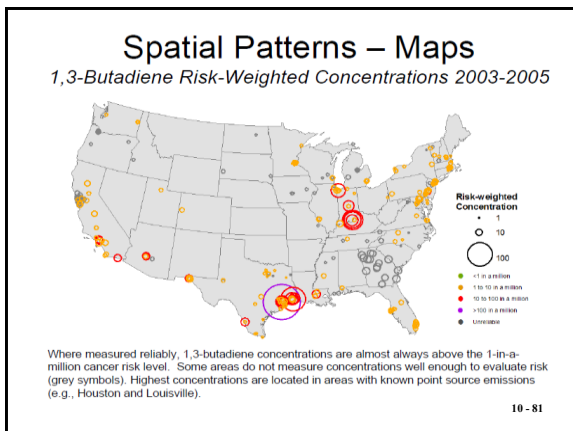 Spatial Patterns – Maps
1,3-Butadiene Risk-Weighted Concentrations 2003-2005
Risk-weighted
Concentration
1
10
100
<1 in a million
1 to 10 in a million
10 to 100 in a million
>100 in a million
Unreliable
Where measured reliably, 1,3-butadiene concentrations are almost always above the 1-in-a-
million cancer risk level. Some areas do not measure concentrations well enough to evaluate risk
(grey symbols). Highest concentrations are located in areas with known point source emissions
(e.g., Houston and Louisville).
10 - 81